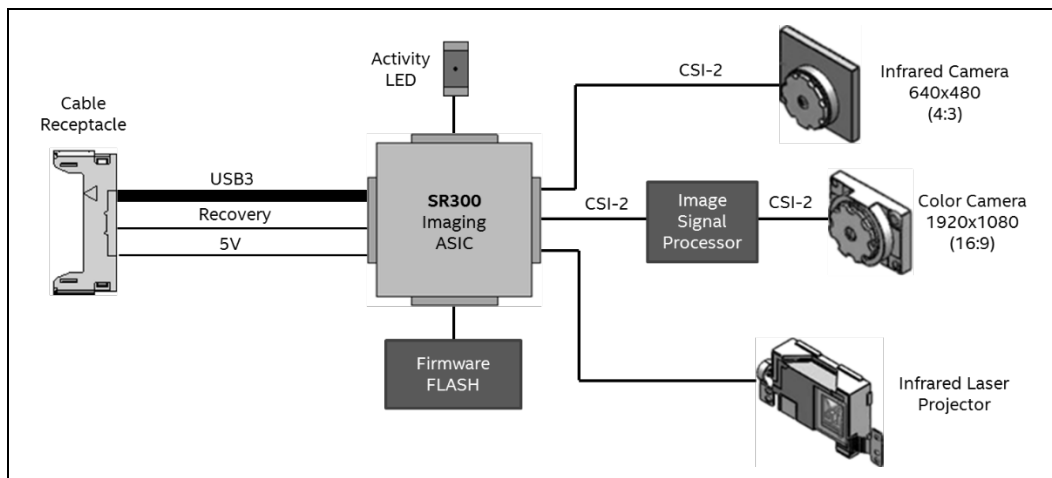 Activity
LED
Cable
Receptacle
USB3
Recovery
5V
SR300
Imaging
ASIC
Firmware
FLASH
CSI-2
Infrared Camera
640x480
(4:3)
CSI-2
Image
Signal
Processor
CSI-2
Color Camera
1920x1080
(16:9)
Infrared Laser
Projector